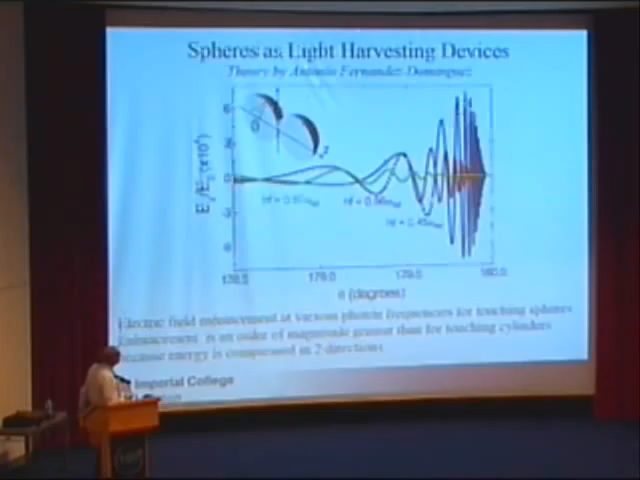 Spheres as Light Harvesting Devices
Theory by Antonio Fernandez-Dominguez
6
3
0
-3
178.5 179.0 179.5 180.0
(degrees)
Electric field enhancement at various photon frequencies for touching spheres
enhancement is an order of magnitude greater than for touching cylinders
because energy is compressed in 2 directions
Imperial College